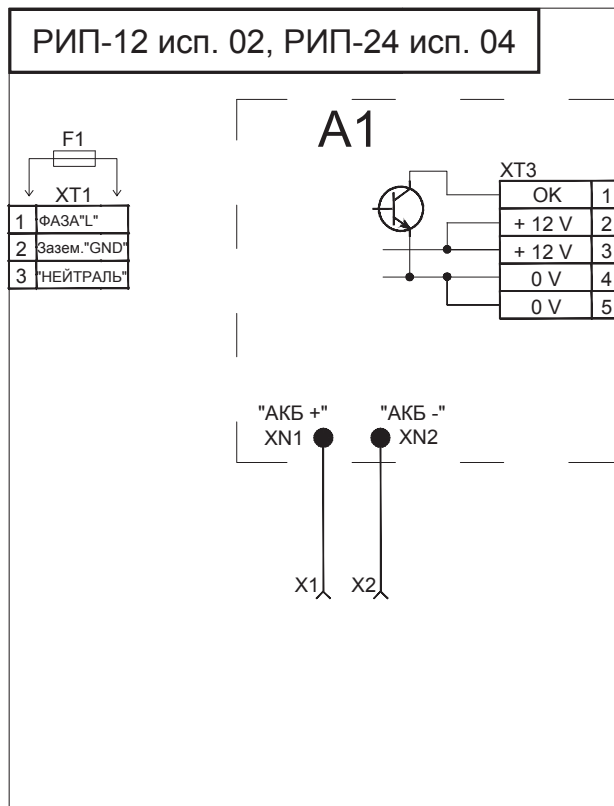 РИП-12 исп. 02, РИП-24 исп. 04
A1
F1
XT1
1 ФАЗА"L"
2 Зазем."GND"
3 "НЕЙТРАЛЬ"
XT3
OK 1
+ 12 V 2
+ 12 V 3
0 V 4
0 V 5
"АКБ +" "АКБ -"
XN1 XN2
X1 X2